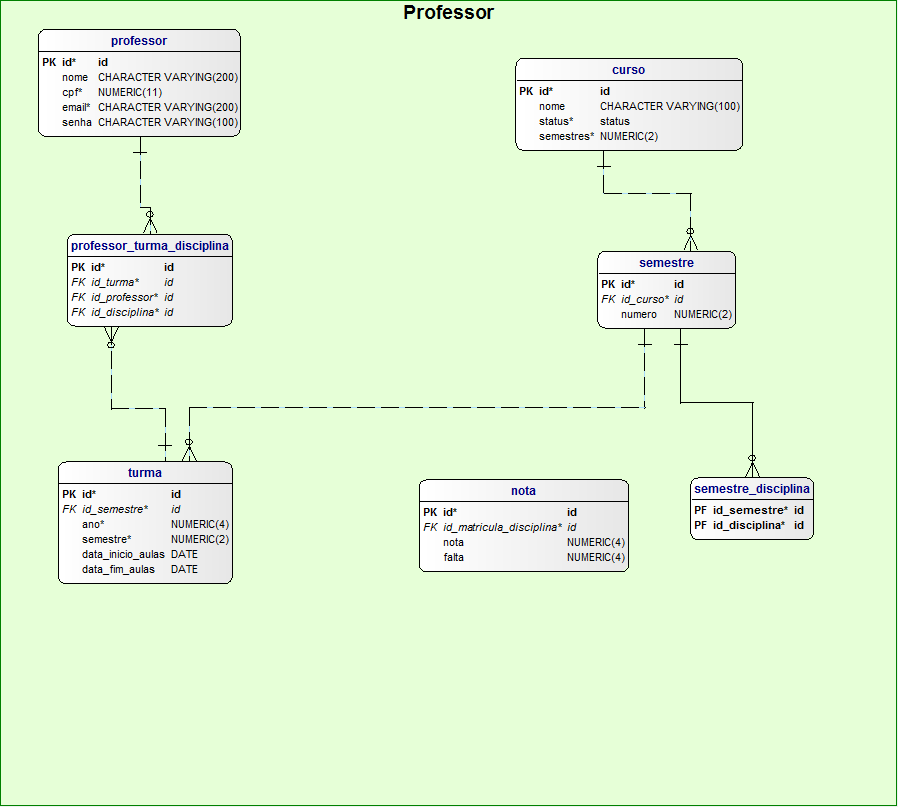 Professor
professor
PK id* id
nome CHARACTER VARYING(200)
cpf* NUMERIC(11)
email* CHARACTER VARYING(200)
senha CHARACTER VARYING(100)
curso
PK id* id
nome CHARACTER VARYING(100)
status* status
semestres* NUMERIC(2)
professor_turma_disciplina
PK id* id
FK id_turma* id
FK id_professor* id
FK id_disciplina* id
semestre
PK id* id
FK id_curso* id
numero NUMERIC(2)
turma
PK id* id
FK id_semestre* id
ano* NUMERIC(4)
semestre* NUMERIC(2)
data_inicio_aulas DATE
data_fim_aulas DATE
nota
PK id* id
FK id_matricula_disciplina* id
nota NUMERIC(4)
falta NUMERIC(4)
semestre_disciplina
PF id_semestre* id
PF id_disciplina* id